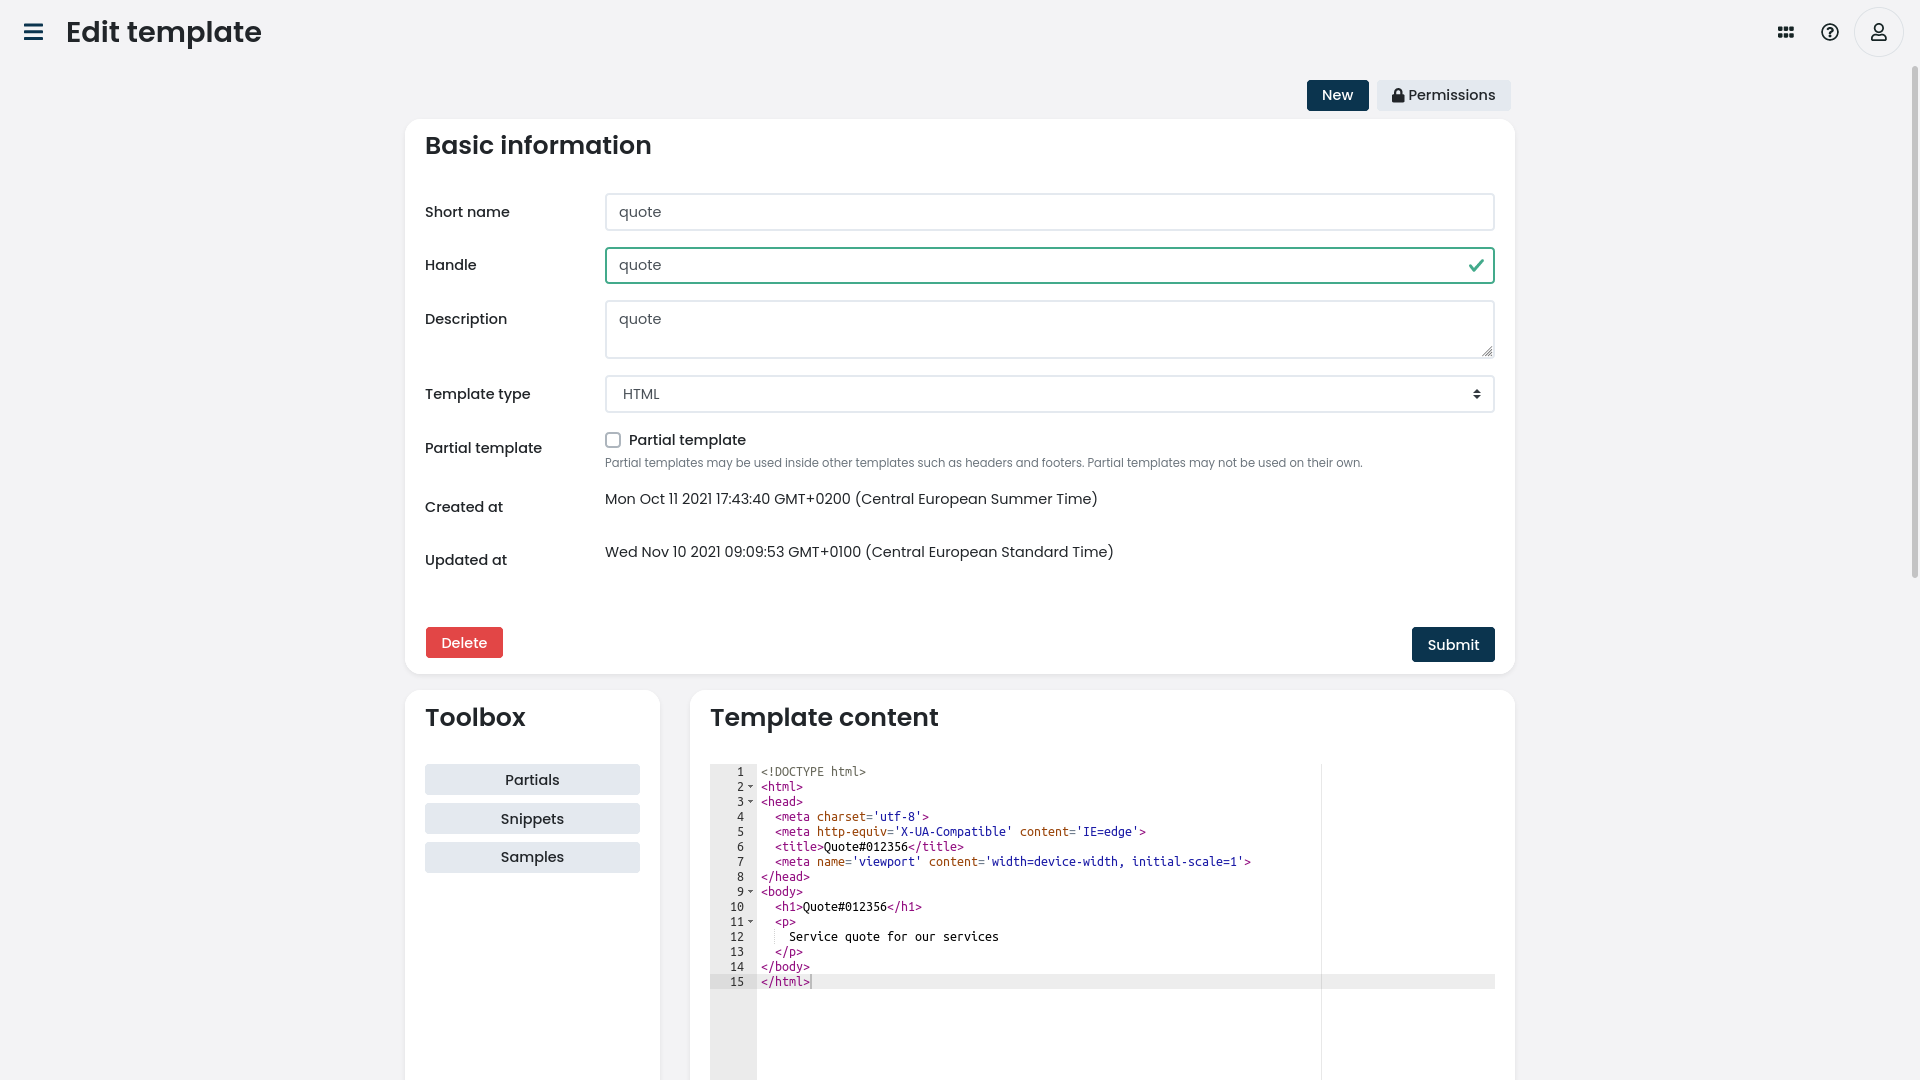 Edit template
New
Permissions
Basic information
Short name
quote
Handle
quote
Description
quote
Template type
HTML
Partial template
Partial template
Partial templates may be used inside other templates such as headers and footers. Partial templates may not be used on their own.
Created at
Mon Oct 11 2021 17:43:40 GMT+0200 (Central European Summer Time)
Updated at
Wed Nov 10 2021 09:09:53 GMT+0100 (Central European Standard Time)
Delete
Submit
Toolbox
Partials
Snippets
Samples
Template content
1 <!DOCTYPE html>
2 <html>
3 <head>
4   <meta charset='utf-8'>
5   <meta http-equiv='X-UA-Compatible' content='IE=edge'>
6   <title>Quote#012356</title>
7   <meta name='viewport' content='width=device-width, initial-scale=1'>
8 </head>
9 <body>
10   <h1>Quote#012356</h1>
11   <p>
12     Service quote for our services
13   </p>
14 </body>
15 </html>